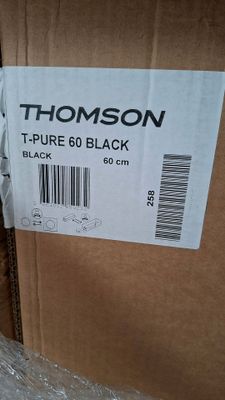 THOMSON
T-PURE 60 BLACK
BLACK 60 cm
258